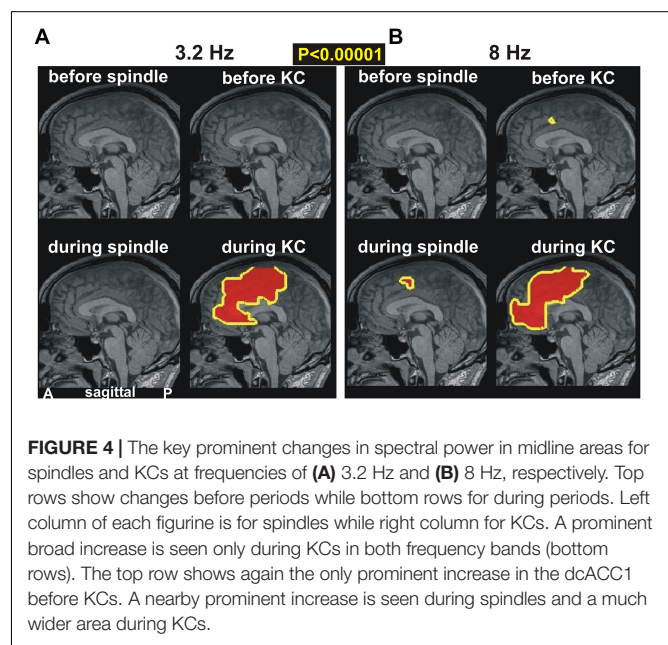 A B
3.2 Hz P<0.00001 8 Hz
before spindle before KC before spindle before KC
during spindle during KC during spindle during KC
A sagittal P
FIGURE 4 | The key prominent changes in spectral power in midline areas for
spindles and KCs at frequencies of (A) 3.2 Hz and (B) 8 Hz, respectively. Top
rows show changes before periods while bottom rows for during periods. Left
column of each figurine is for spindles while right column for KCs. A prominent
broad increase is seen only during KCs in both frequency bands (bottom
rows). The top row shows again the only prominent increase in the dcACC1
before KCs. A nearby prominent increase is seen during spindles and a much
wider area during KCs.